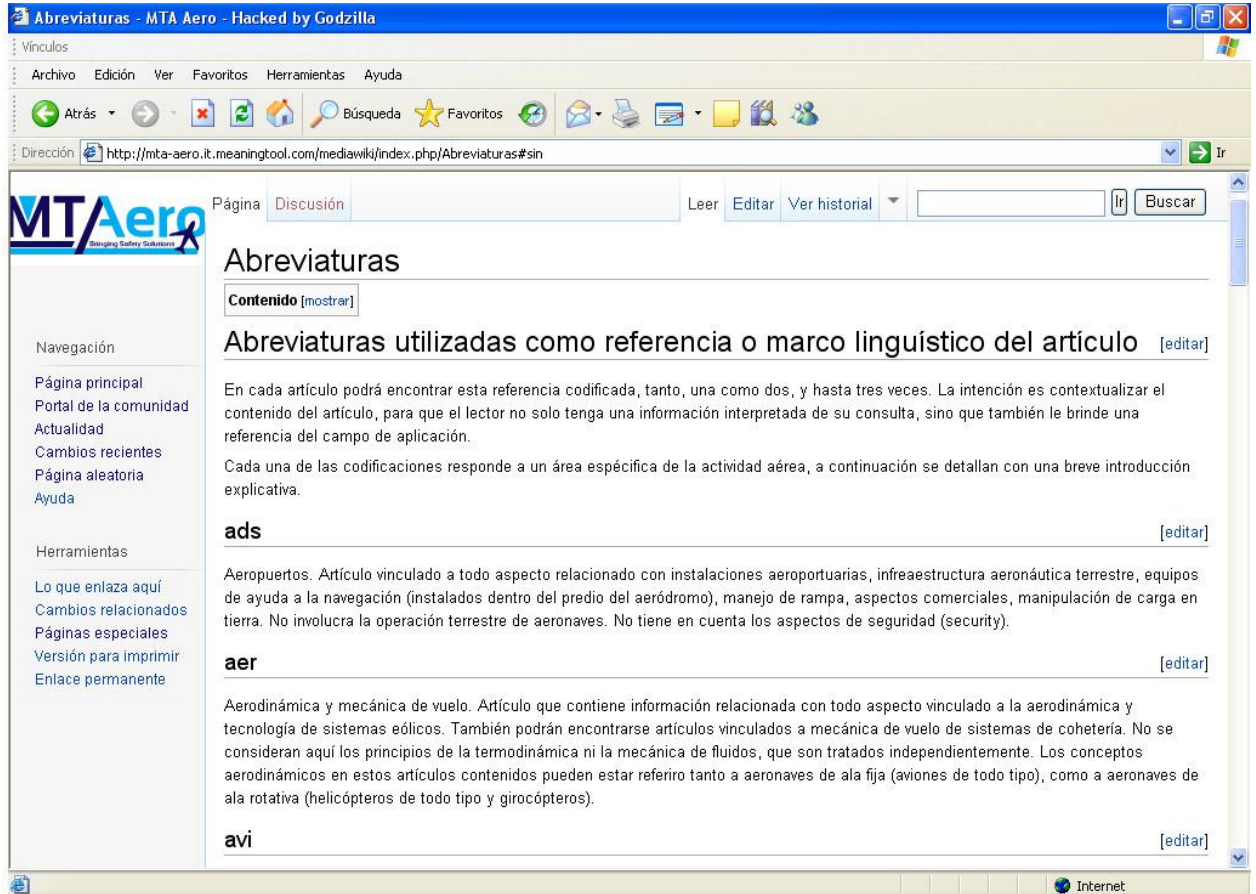 Abreviaturas - MTA Aero - Hacked by Godzilla
Vínculos
Archivo Edición Ver Favoritos Herramientas Ayuda
Atrás Búsqueda Favoritos
Dirección http://mta-aero.it.meaningtool.com/mediawiki/index.php/Abreviaturas#sin Ir
MTAero
Bringing Safety Solutions
Página Discusión Leer Editar Ver historial Ir Buscar
Abreviaturas
Contenido [mostrar]
Navegación
Página principal
Portal de la comunidad
Actualidad
Cambios recientes
Página aleatoria
Ayuda
Herramientas
Lo que enlaza aquí
Cambios relacionados
Páginas especiales
Versión para imprimir
Enlace permanente
Abreviaturas utilizadas como referencia o marco linguístico del artículo [editar]
En cada artículo podrá encontrar esta referencia codificada, tanto, una como dos, y hasta tres veces. La intención es contextualizar el
contenido del artículo, para que el lector no solo tenga una información interpretada de su consulta, sino que también le brinde una
referencia del campo de aplicación.
Cada una de las codificaciones responde a un área espécifica de la actividad aérea, a continuación se detallan con una breve introducción
explicativa.
ads [editar]
Aeropuertos. Artículo vinculado a todo aspecto relacionado con instalaciones aeroportuarias, infreaestructura aeronáutica terrestre, equipos
de ayuda a la navegación (instalados dentro del predio del aeródromo), manejo de rampa, aspectos comerciales, manipulación de carga en
tierra. No involucra la operación terrestre de aeronaves. No tiene en cuenta los aspectos de seguridad (security).
aer [editar]
Aerodinámica y mecánica de vuelo. Artículo que contiene información relacionada con todo aspecto vinculado a la aerodinámica y
tecnología de sistemas eólicos. También podrán encontrarse artículos vinculados a mecánica de vuelo de sistemas de cohetería. No se
consideran aquí los principios de la termodinámica ni la mecánica de fluidos, que son tratados independientemente. Los conceptos
aerodinámicos en estos artículos contenidos pueden estar referiro tanto a aeronaves de ala fija (aviones de todo tipo), como a aeronaves de
ala rotativa (helicópteros de todo tipo y girocópteros).
avi [editar]
Internet